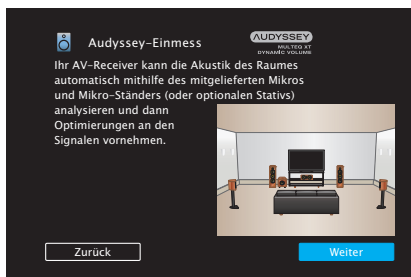 Audyssey-Einmess
AUDYSSEY
MULTEQ XT
DYNAMIC VOLUME
Ihr AV-Receiver kann die Akustik des Raumes
automatisch mithilfe des mitgelieferten Mikros
und Mikro-Ständers (oder optionalen Stativs)
analysieren und dann
Optimierungen an den
Signalen vornehmen.
Zurück
Weiter